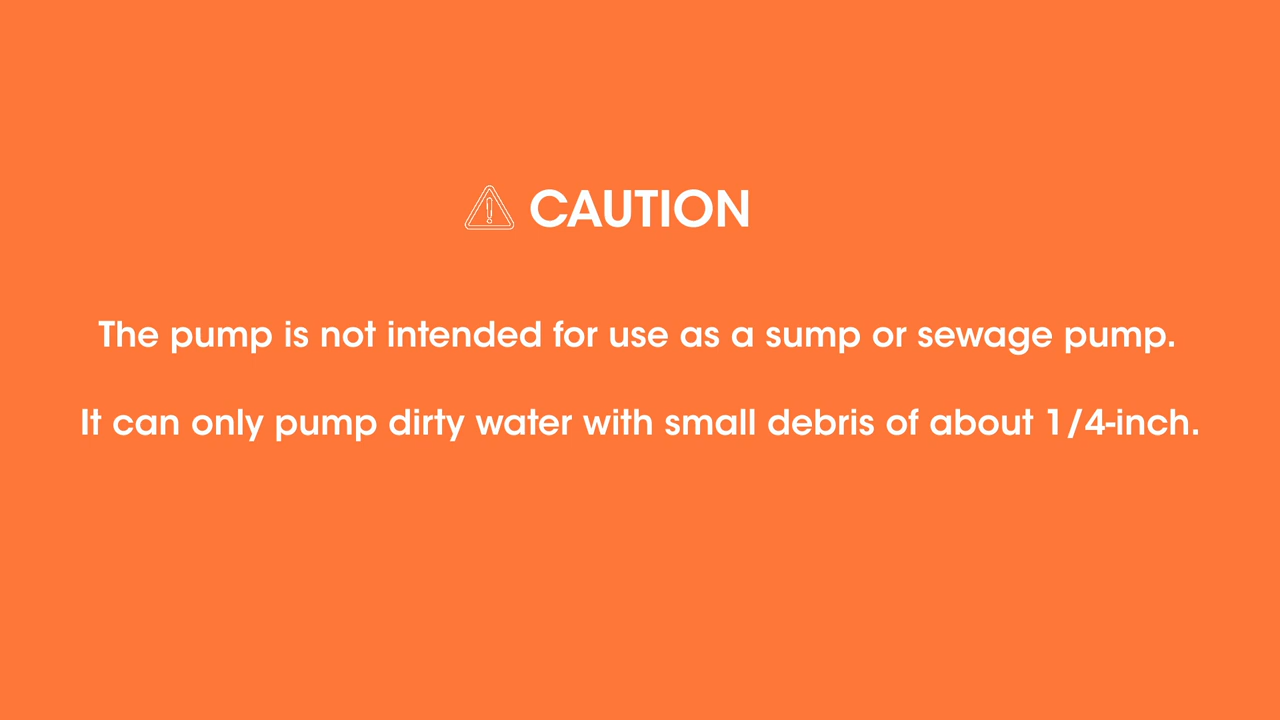 CAUTION
The pump is not intended for use as a sump or sewage pump.
It can only pump dirty water with small debris of about 1/4-inch.